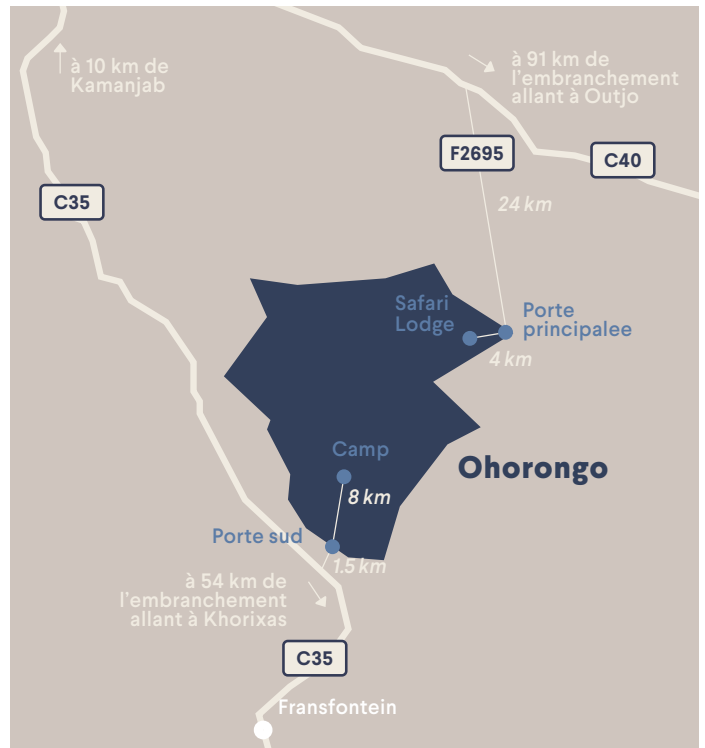 à 10 km de
Kamanjab
à 91 km de
l'embranchement
allant à Outjo
F2695
C40
C35
24 km
Safari
Lodge
Porte
principalee
4 km
Camp
Ohorongo
8 km
Porte sud
1.5 km
à 54 km de
l'embranchement
allant à Khorixas
C35
Fransfontein